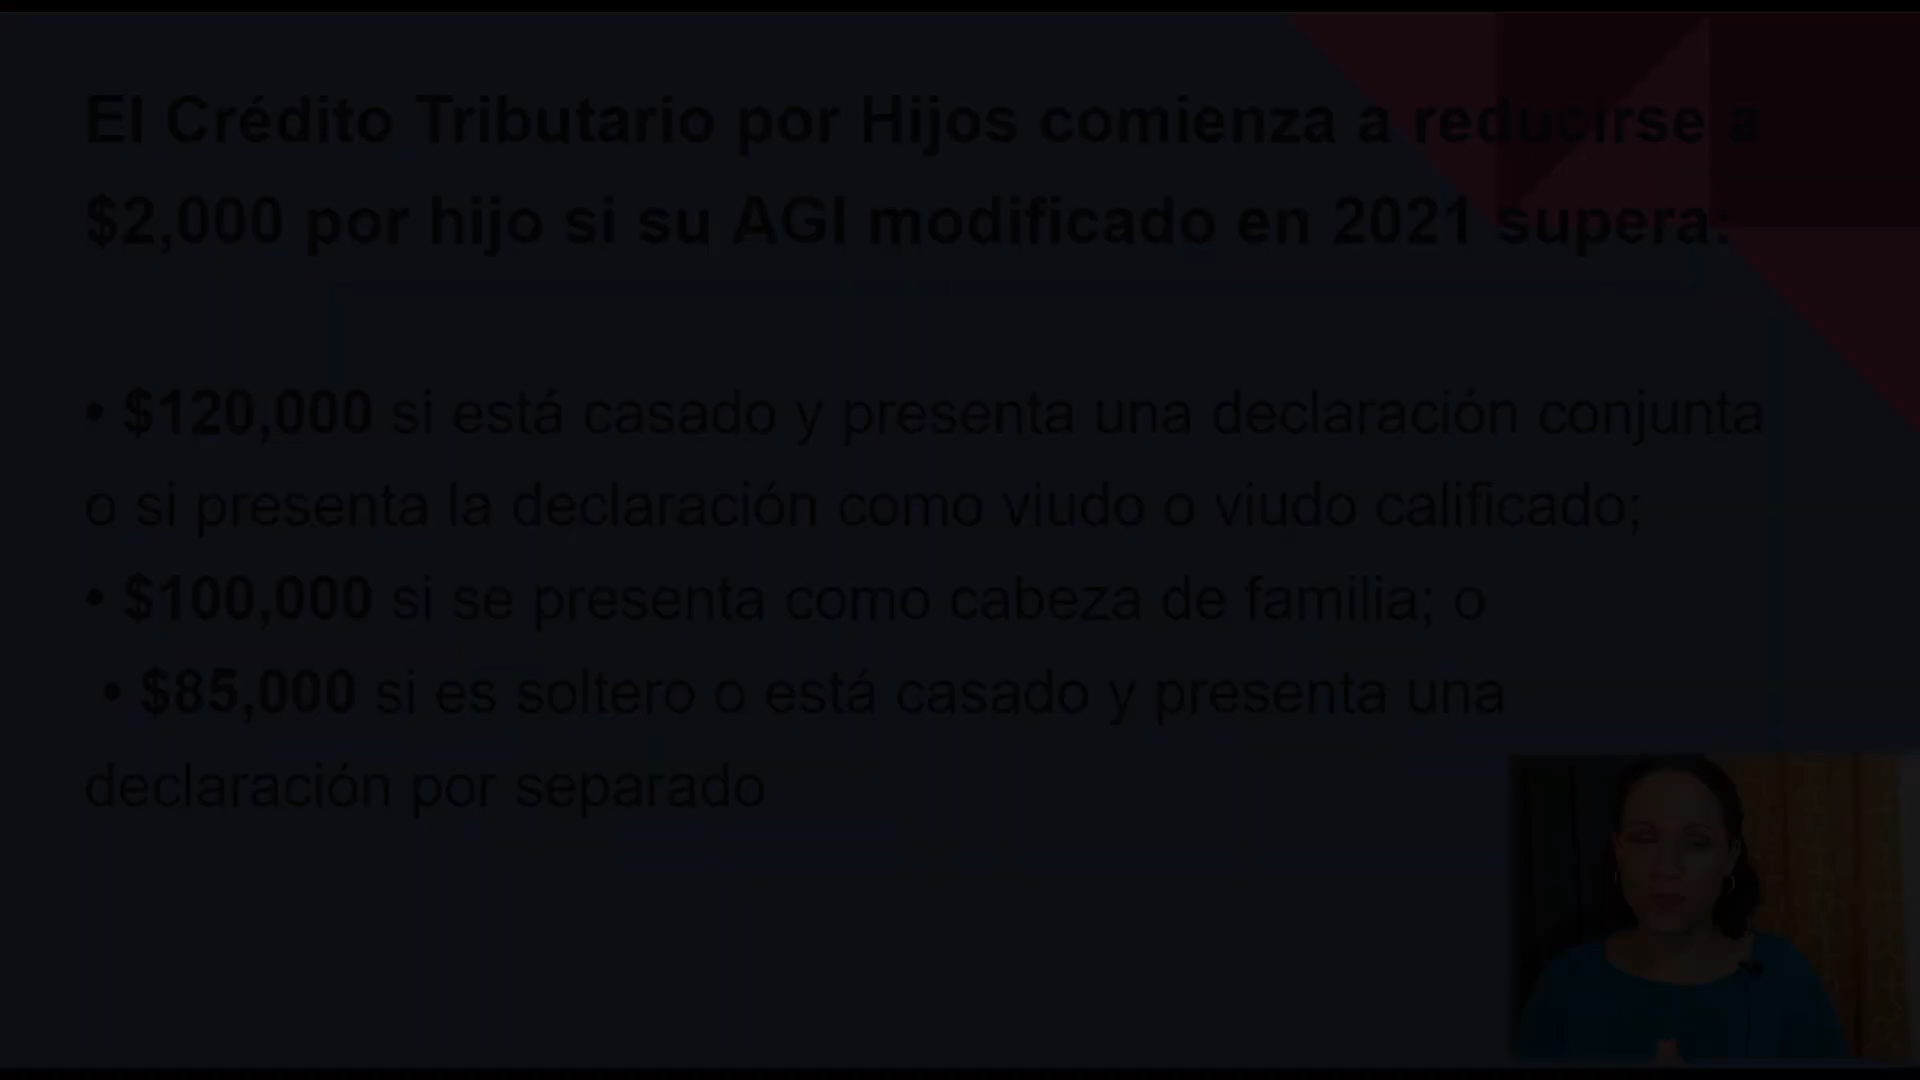 El Crédito Tributario por Hijos comienza a reducirse a
$2,000 por hijo si su AGI modificado en 2021 supera:
• $120,000 si está casado y presenta una declaración conjunta
o si presenta la declaración como viudo o viudo calificado;
• $100,000 si se presenta como cabeza de familia; o
• $85,000 si es soltero o está casado y presenta una
declaración por separado